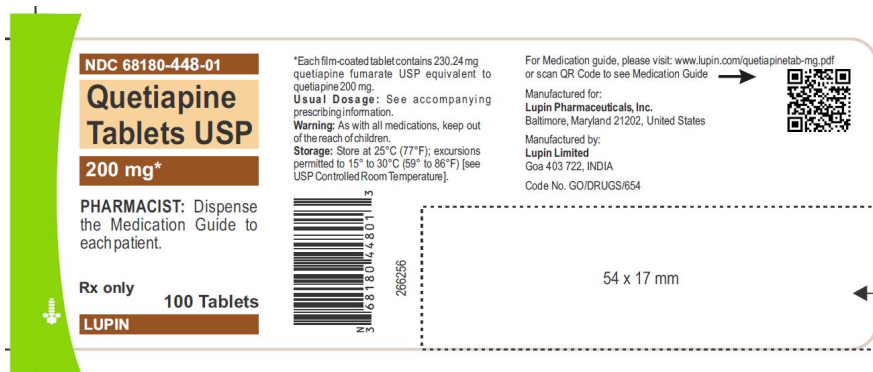 NDC 68180-448-01
Quetiapine
Tablets USP
200 mg*
PHARMACIST: Dispense
the Medication Guide to
each patient.
Rx only
100 Tablets
LUPIN
*Each film-coated tablet contains 230.24 mg
quetiapine fumarate USP equivalent to
quetiapine 200 mg.
Usual Dosage: See accompanying
prescribing information.
Warning: As with all medications, keep out
of the reach of children.
Storage: Store at 25°C (77°F); excursions
permitted to 15° to 30°C (59° to 86°F) [see
USP Controlled Room Temperature].
N
3 68180 44801 3
266256
For Medication guide, please visit: www.lupin.com/quetiapinetab-mg.pdf
or scan QR Code to see Medication Guide
Manufactured for:
Lupin Pharmaceuticals, Inc.
Baltimore, Maryland 21202, United States
Manufactured by:
Lupin Limited
Goa 403 722, INDIA
Code No. GO/DRUGS/654
54 x 17 mm